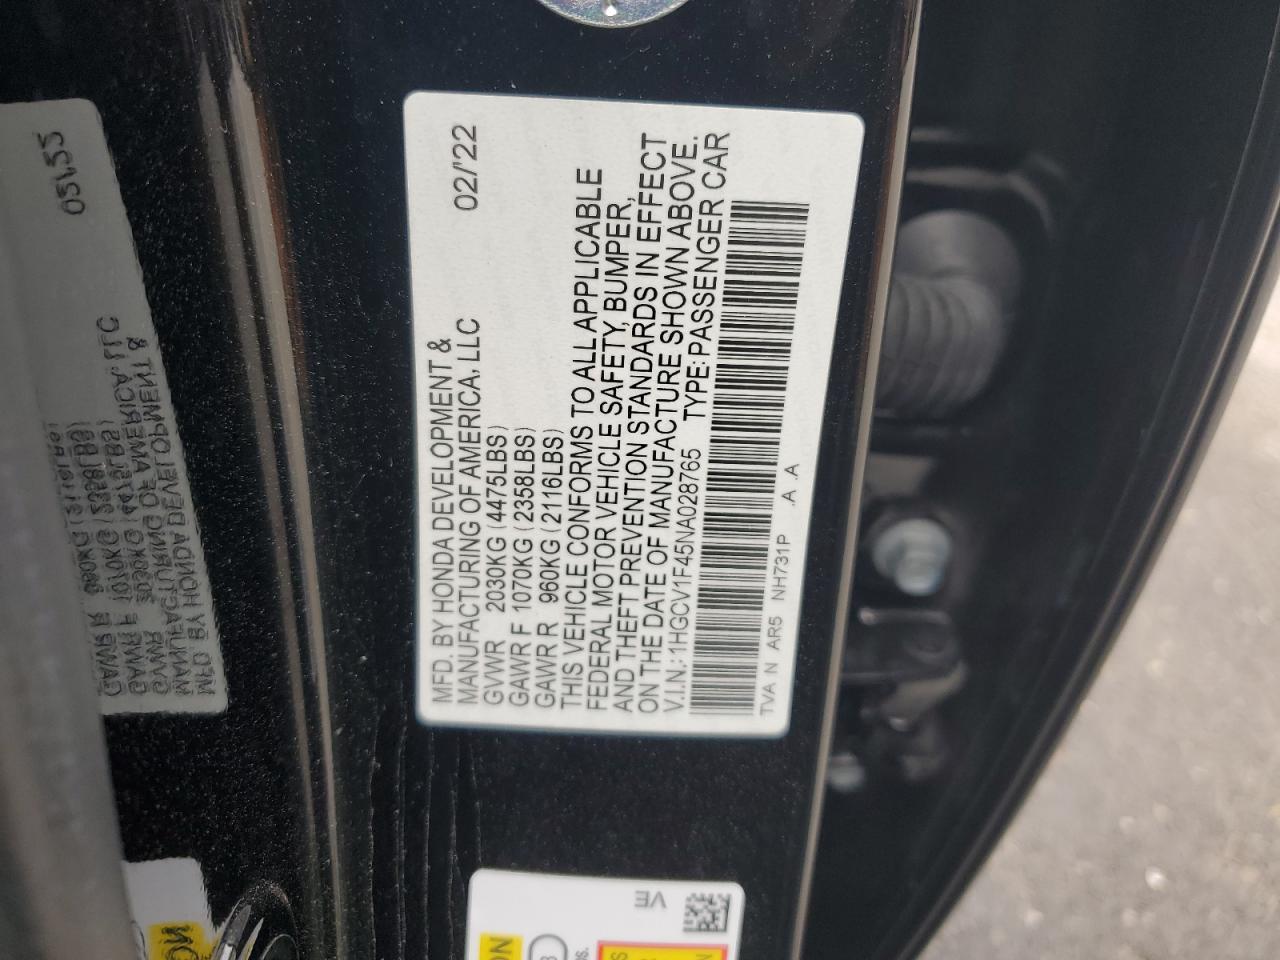 MFD. BY HONDA DEVELOPMENT &
MANUFACTURING OF AMERICA, LLC 02/'22
GVWR 2030KG (4475LBS)
GAWR F 1070KG (2358LBS)
GAWR R 960KG (2116LBS)
THIS VEHICLE CONFORMS TO ALL APPLICABLE
FEDERAL MOTOR VEHICLE SAFETY, BUMPER,
AND THEFT PREVENTION STANDARDS IN EFFECT
ON THE DATE OF MANUFACTURE SHOWN ABOVE.
V.I.N.: 1HGCV1F45NA028765 TYPE: PASSENGER CAR
TVA N AR5 NH731P .A .A
VE